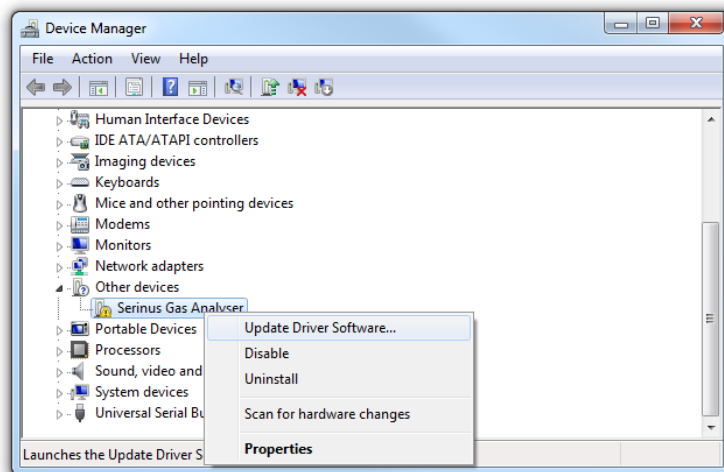 Device Manager
File Action View Help
Human Interface Devices
IDE ATA/ATAPI controllers
Imaging devices
Keyboards
Mice and other pointing devices
Modems
Monitors
Network adapters
Other devices
Serinus Gas Analyser
Portable Devices
Processors
Sound, video and
System devices
Universal Serial Bu
Update Driver Software...
Disable
Uninstall
Scan for hardware changes
Properties
Launches the Update Driver S